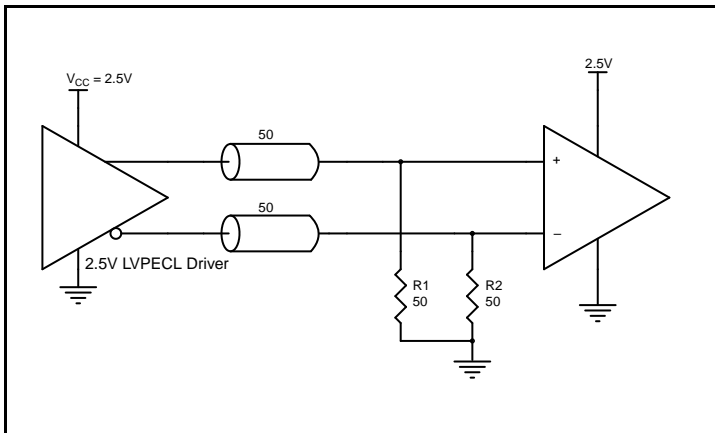 V_CC = 2.5V
2.5V
50
+
50
−
2.5V LVPECL Driver
R1
50
R2
50